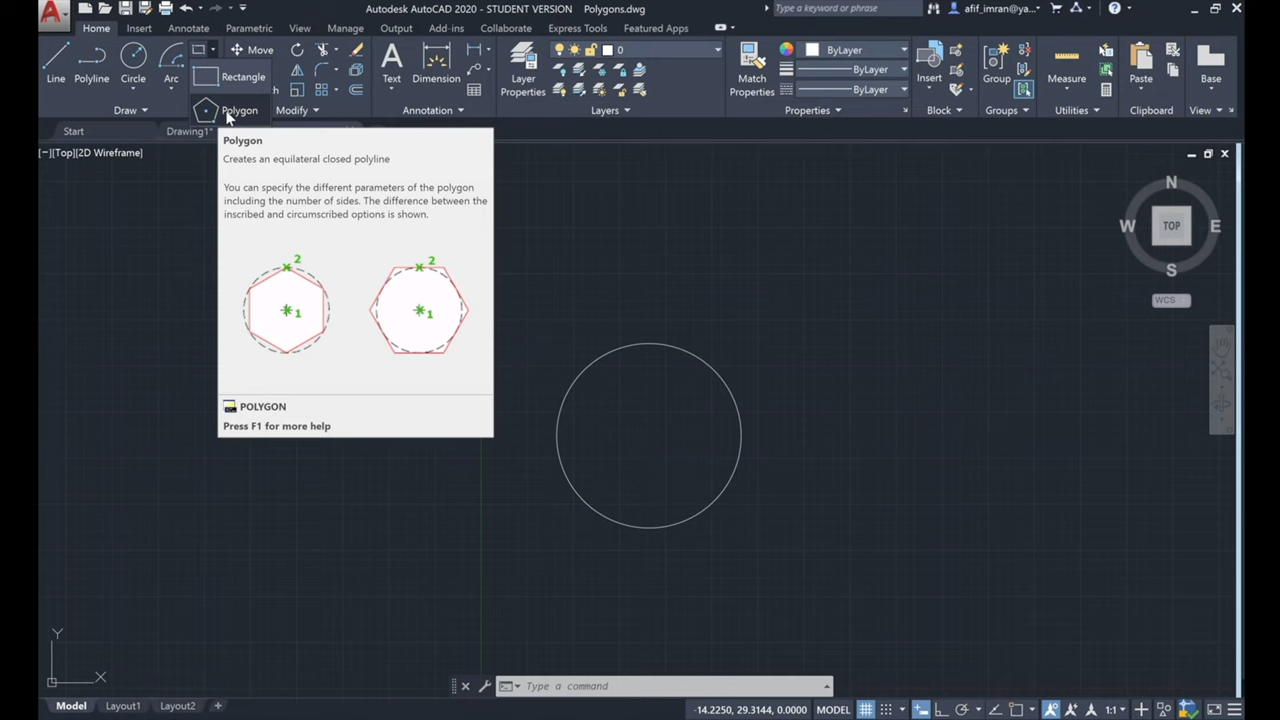 Autodesk AutoCAD 2020 - STUDENT VERSION Polygons.dwg
Type a keyword or phrase
afif_imran@ya...
Home Insert Annotate Parametric View Manage Output Add-ins Collaborate Express Tools Featured Apps
Line Polyline Circle Arc
Rectangle
Polygon
Move
Text Dimension
Layer Properties
0
Match Properties
ByLayer
ByLayer
ByLayer
Insert
Group
Measure
Paste
Base
Draw Modify Annotation Layers Properties Block Groups Utilities Clipboard View
Start Drawing1*
[−][Top][2D Wireframe]
Polygon
Creates an equilateral closed polyline
You can specify the different parameters of the polygon
including the number of sides. The difference between the
inscribed and circumscribed options is shown.
2 2
1 1
POLYGON
Press F1 for more help
N
W TOP E
S
WCS
Y
X
Type a command
Model Layout1 Layout2 +
-14.2250, 29.3144, 0.0000 MODEL
1:1